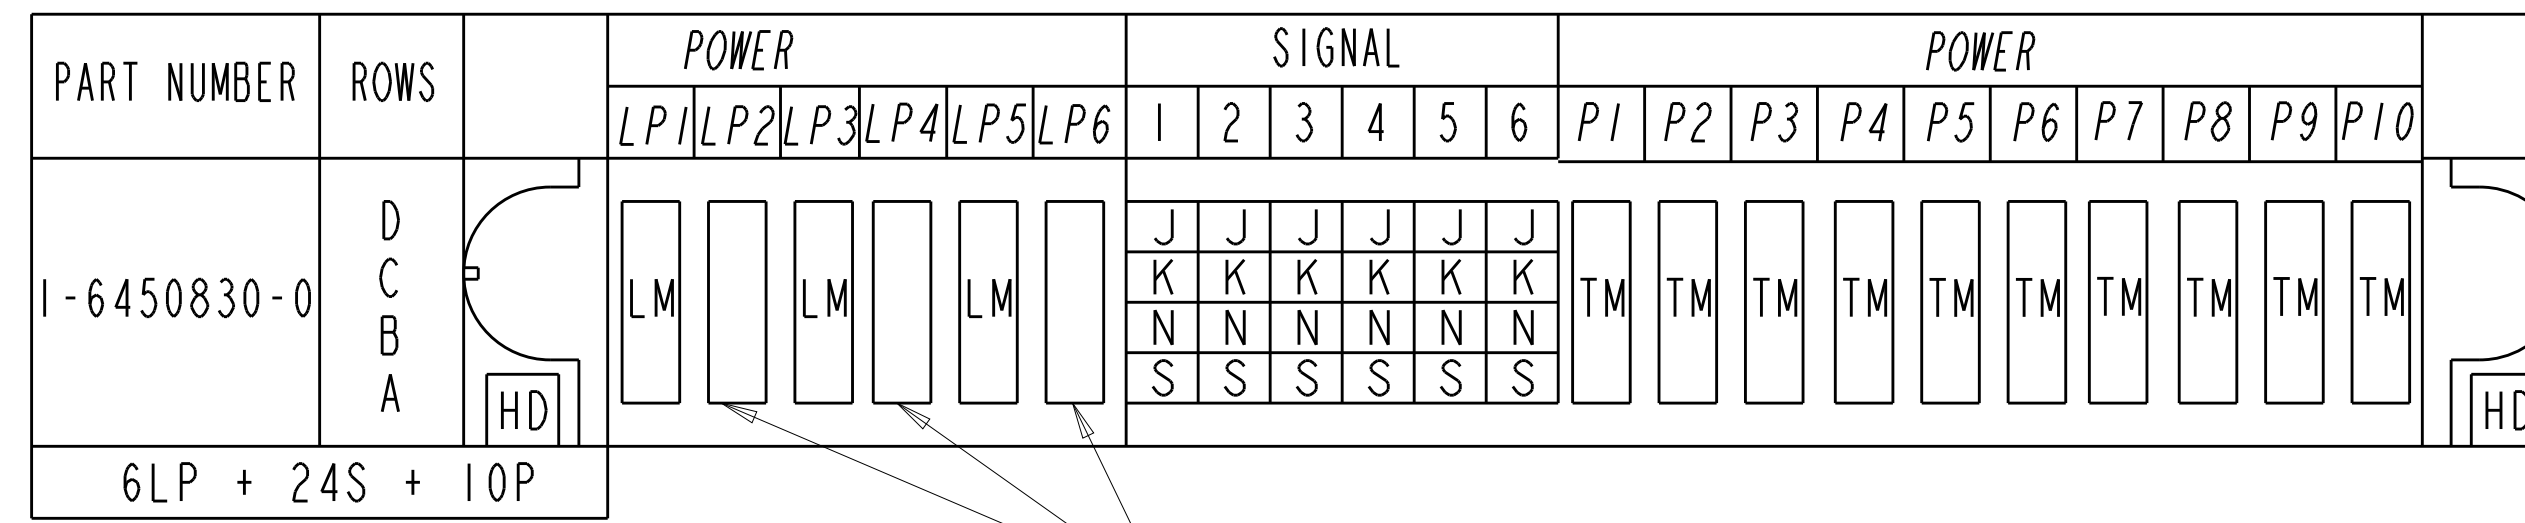 POWER SIGNAL POWER
PART NUMBER ROWS
LP1 LP2 LP3 LP4 LP5 LP6 1 2 3 4 5 6 P1 P2 P3 P4 P5 P6 P7 P8 P9 P10
D J J J J J J
C K K K K K K
1-6450830-0 LM LM LM TM TM TM TM TM TM TM TM TM TM
B N N N N N N
A S S S S S S
HD HD
6LP + 24S + 10P